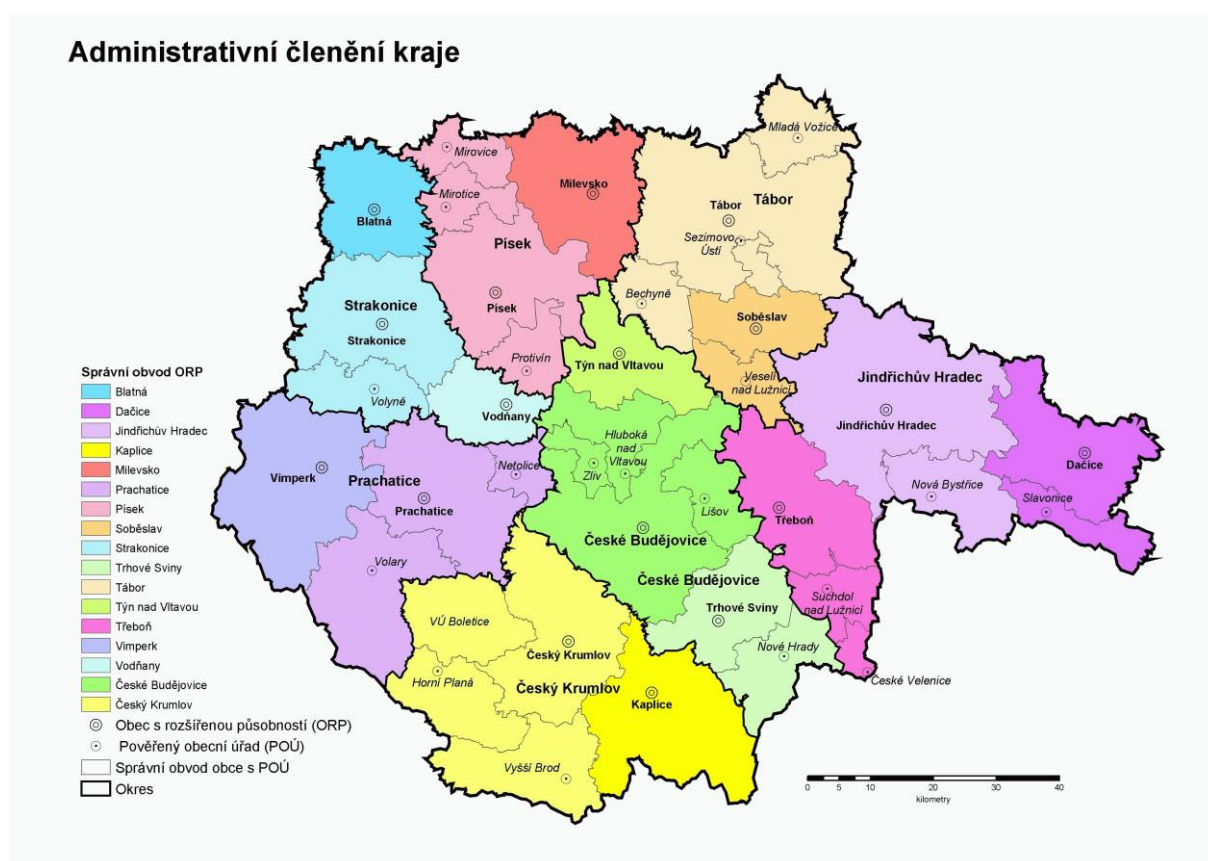 Administrativní členění kraje
Mladá Vožice
Mirovice
Milevsko
Mirotice
Blatná
Tábor
Tábor
Sezimovo
Ústí
Písek
Písek
Bechyně
Strakonice
Strakonice
Soběslav
Protivín
Týn nad Vltavou
Veselí
nad Lužnicí
Jindřichův Hradec
Jindřichův Hradec
Volyně
Vodňany
Hluboká
nad
Vltavou
Zliv
Netolice
Vimperk
Prachatice
Prachatice
Lišov
Třeboň
Nová Bystřice
Dačice
Slavonice
České Budějovice
České Budějovice
Volary
Trhové Sviny
Suchdol
nad Lužnicí
VÚ Boletice
Český Krumlov
Český Krumlov
Nové Hrady
České Velenice
Horní Planá
Kaplice
Vyšší Brod
Správní obvod ORP
Blatná
Dačice
Jindřichùv Hradec
Kaplice
Milevsko
Prachatice
Písek
Soběslav
Strakonice
Trhové Sviny
Tábor
Týn nad Vltavou
Třeboň
Vimperk
Vodňany
České Budějovice
Český Krumlov
Obec s rozšířenou působností (ORP)
Pověřený obecní úřad (POÚ)
Správní obvod obce s POÚ
Okres
0 5 10 20 30 40
kilometry